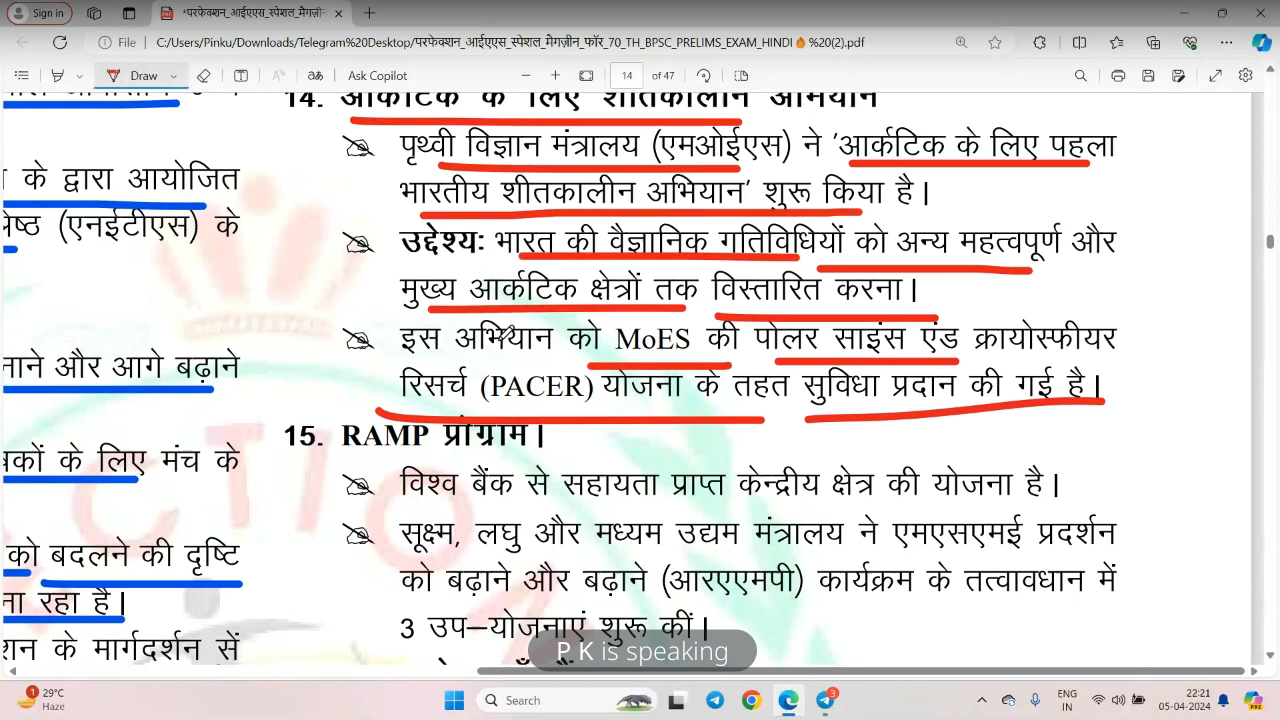 Sign in
*परफेक्शन_आईएएस_स्पेशल_मैगज़ीन
File C:/Users/Pinku/Downloads/Telegram%20Desktop/परफेक्शन_आईएएस_स्पेशल_मैगज़ीन_फॉर_70_TH_BPSC_PRELIMS_EXAM_HINDI🔥%20(2).pdf
Draw
Ask Copilot
14 of 47
14. आर्कटिक के लिए शीतकालीन अभियान
पृथ्वी विज्ञान मंत्रालय (एमओईएस) ने 'आर्कटिक के लिए पहला
भारतीय शीतकालीन अभियान' शुरू किया है।
उद्देश्यः भारत की वैज्ञानिक गतिविधियों को अन्य महत्वपूर्ण और
मुख्य आर्कटिक क्षेत्रों तक विस्तारित करना।
इस अभियान को MoES की पोलर साइंस एंड क्रायोस्फीयर
रिसर्च (PACER) योजना के तहत सुविधा प्रदान की गई है।
15. RAMP प्रोग्राम।
विश्व बैंक से सहायता प्राप्त केन्द्रीय क्षेत्र की योजना है।
सूक्ष्म, लघु और मध्यम उद्यम मंत्रालय ने एमएसएमई प्रदर्शन
को बढ़ाने और बढ़ाने (आरएएमपी) कार्यक्रम के तत्वावधान में
3 उप–योजनाएं शुरू कीं।
के द्वारा आयोजित
(एनईटीएस) के
और आगे बढ़ाने
के लिए मंच के
को बदलने की दृष्टि
रहा है।
के मार्गदर्शन सें
P K is speaking
29°C
Haze
Search
ENG
IN
22:21
05-04-2024